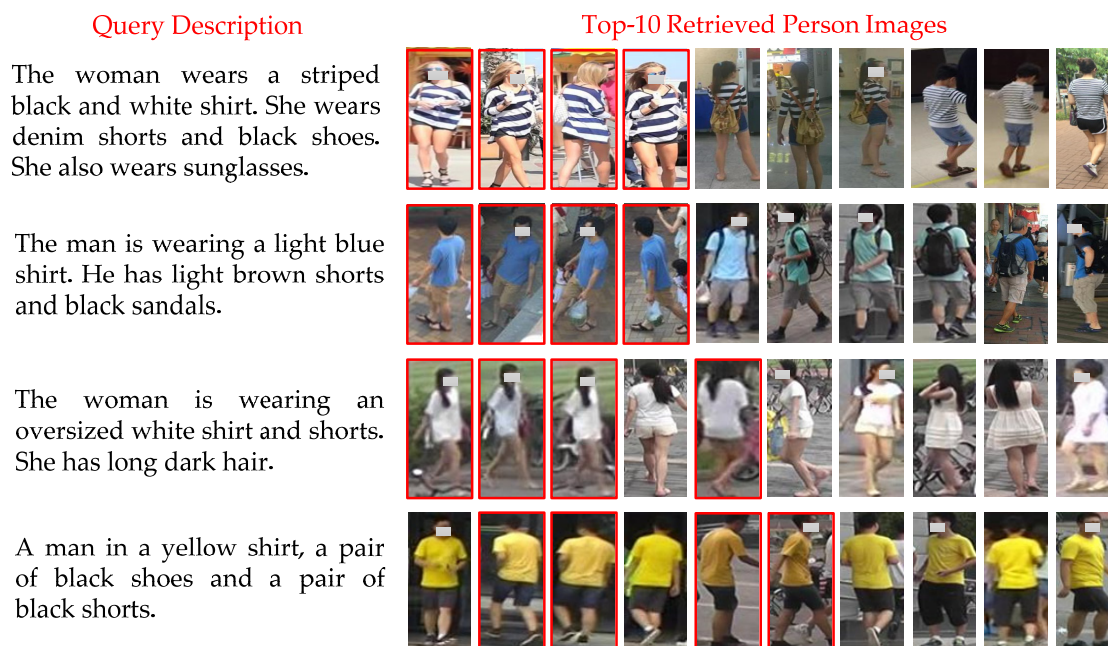 Query Description
Top-10 Retrieved Person Images
The woman wears a striped
black and white shirt. She wears
denim shorts and black shoes.
She also wears sunglasses.
The man is wearing a light blue
shirt. He has light brown shorts
and black sandals.
The woman is wearing an
oversized white shirt and shorts.
She has long dark hair.
A man in a yellow shirt, a pair
of black shoes and a pair of
black shorts.